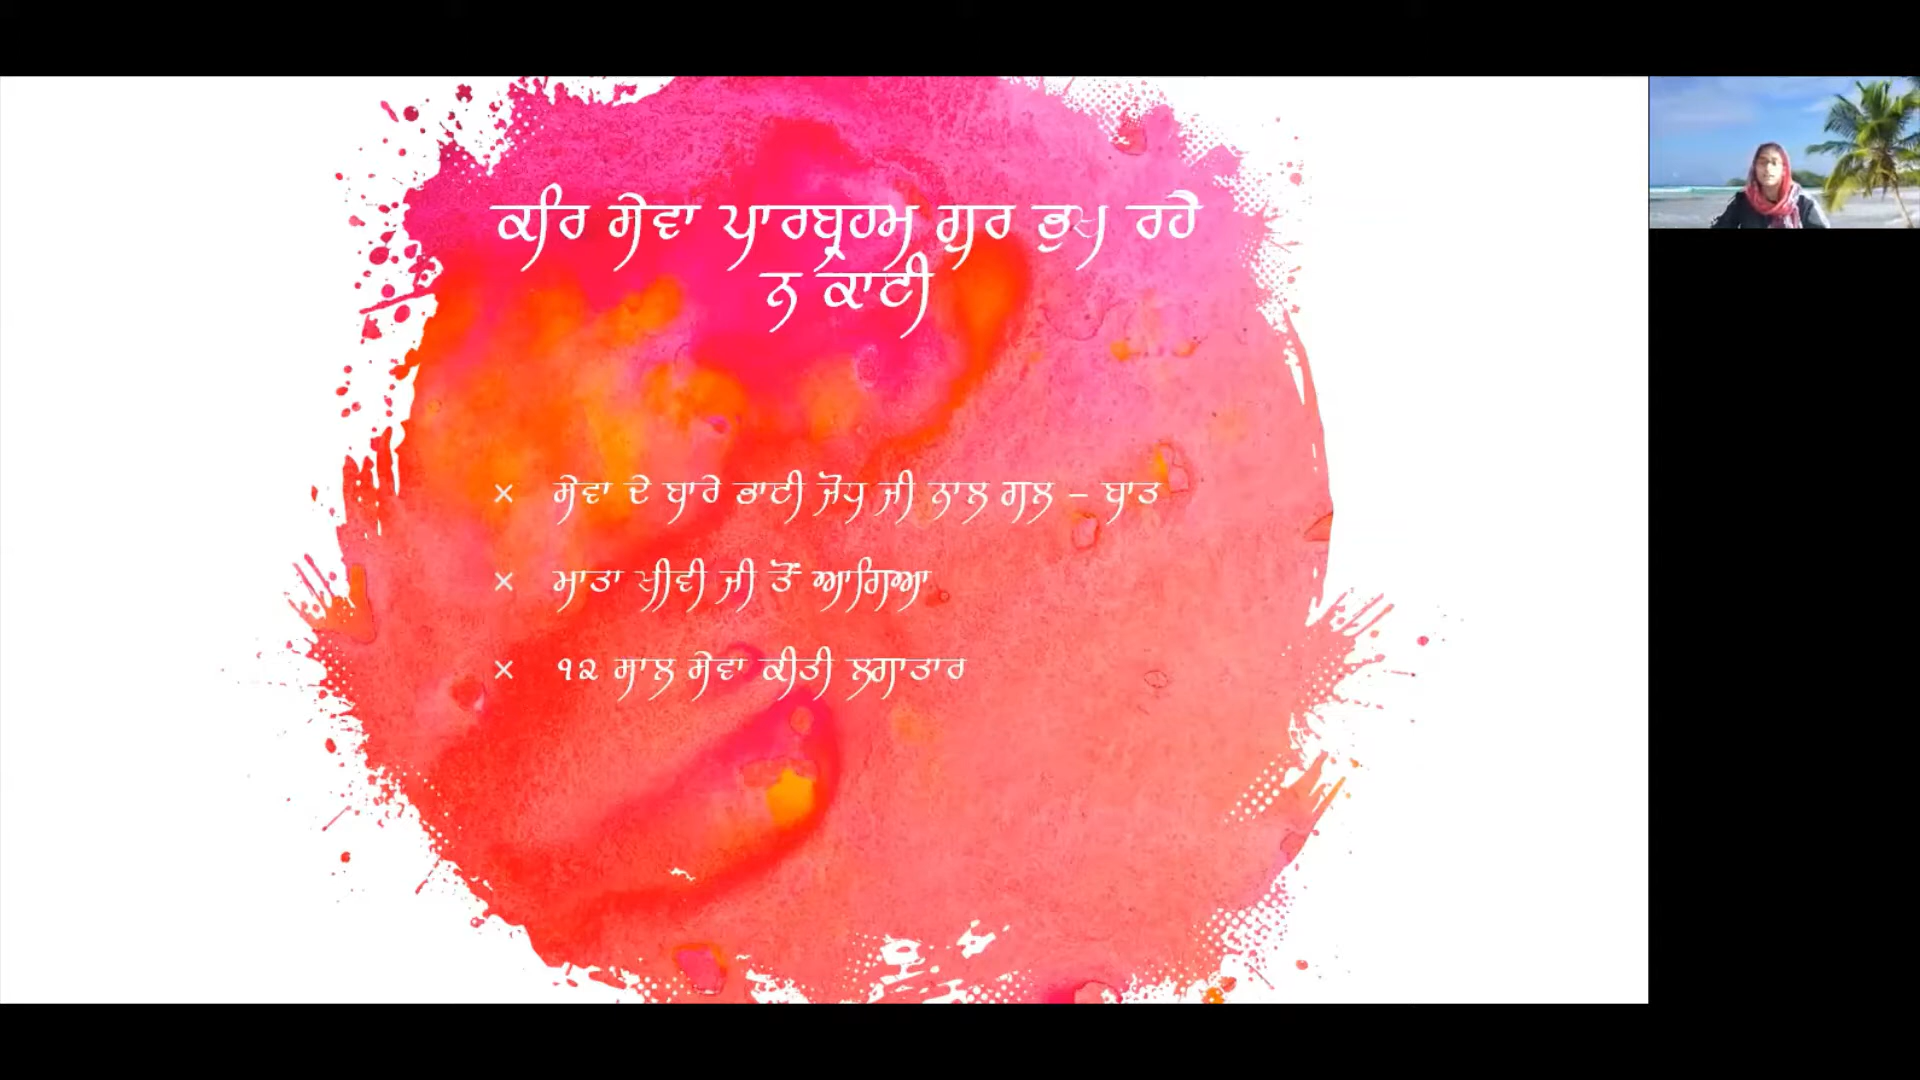 ਕਰਿ ਸੇਵਾ ਪਾਰਬ੍ਰਹਮ ਗੁਰ ਭੁਖ ਰਹੈ
ਨ ਕਾਈ
× ਸੇਵਾ ਦੇ ਬਾਰੇ ਭਾਈ ਜੋਧ ਜੀ ਨਾਲ ਗਲ – ਬਾਤ
× ਮਾਤਾ ਖੀਵੀ ਜੀ ਤੋਂ ਆਗਿਆ
× ੧੨ ਸਾਲ ਸੇਵਾ ਕੀਤੀ ਲਗਾਤਾਰ